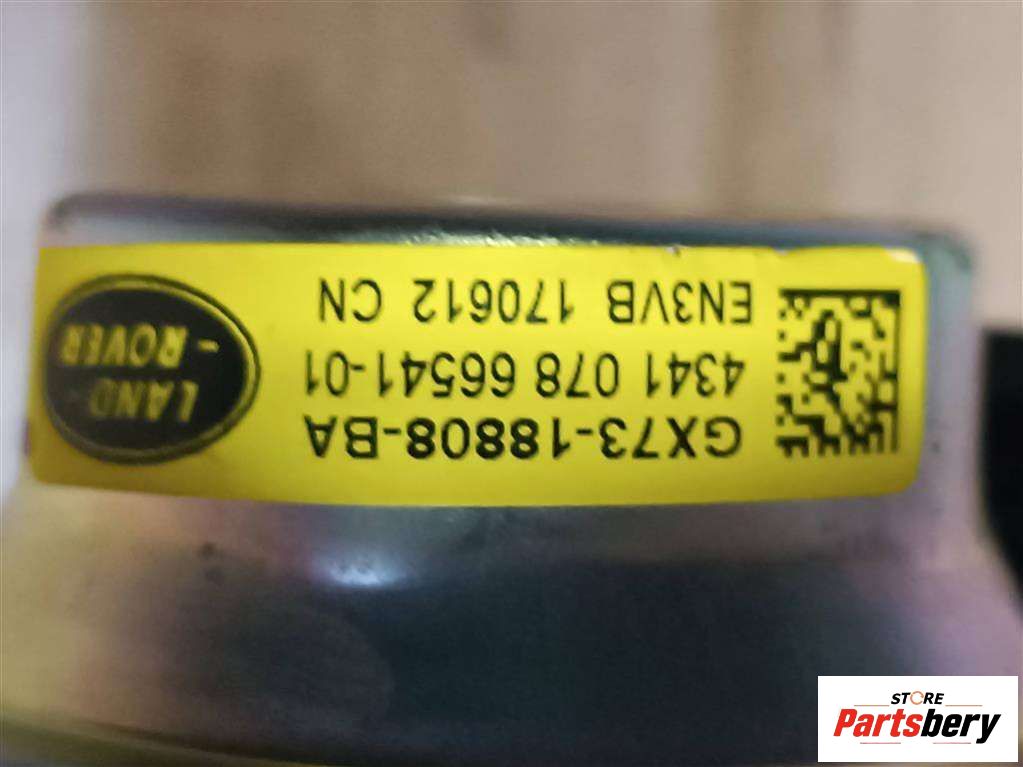 GX73-18808-BA
4341 078 66541-01
EN3VB 170612 CN
LAND-
-ROVER
STORE
Partsbery